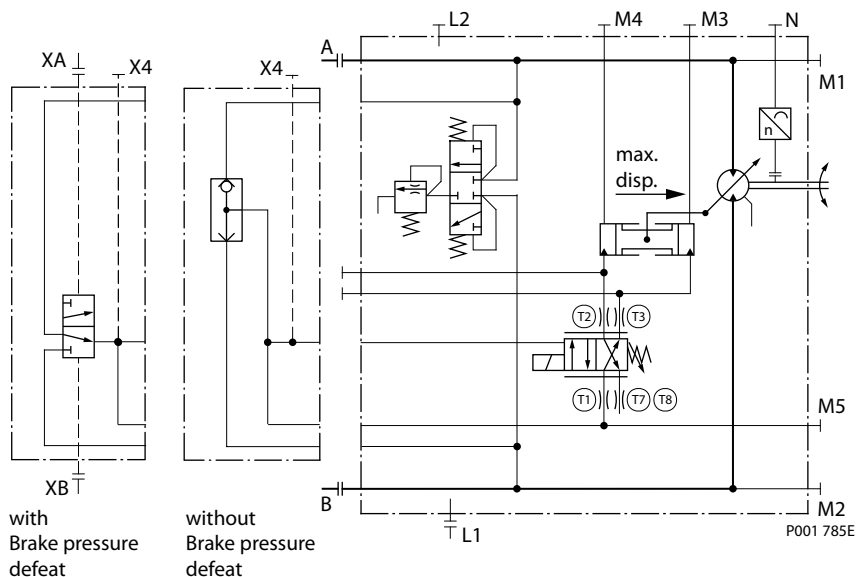 L2
M4
M3
N
A
M1
XA
X4
X4
n
max.
disp.
T2
T3
T1
T7
T8
M5
XB
B
M2
L1
P001 785E
with
Brake pressure
defeat
without
Brake pressure
defeat